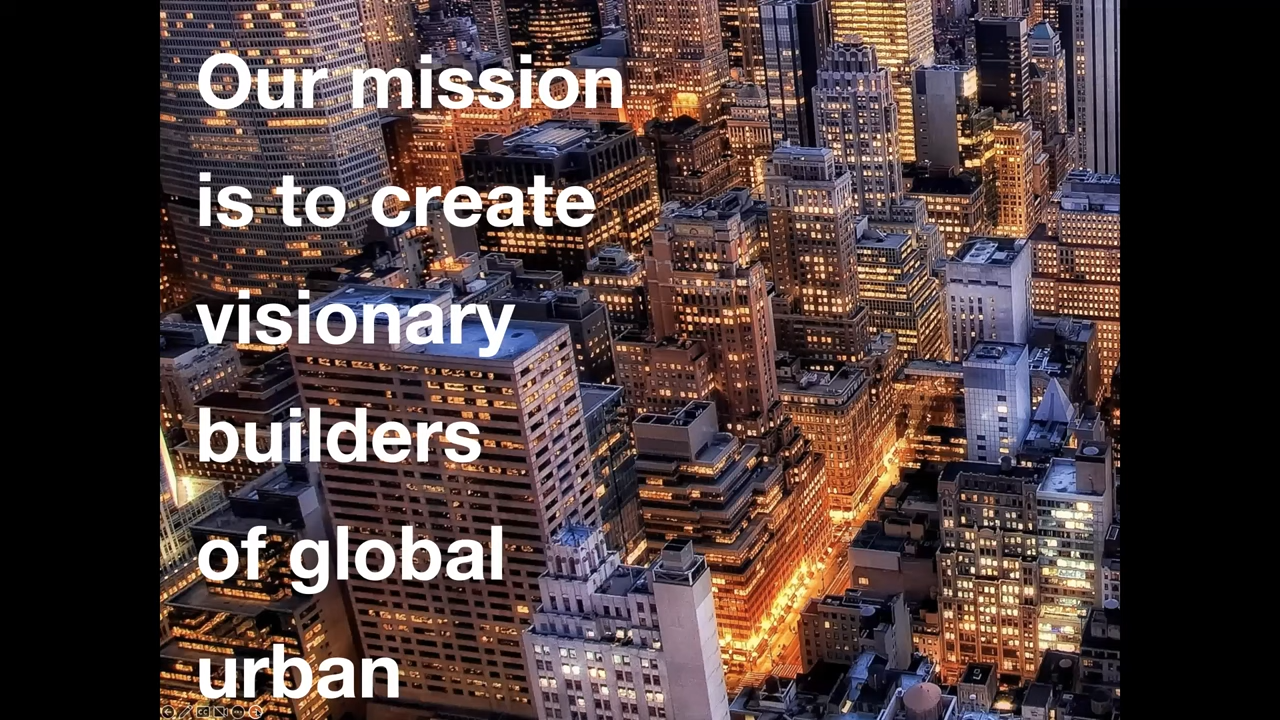 Our mission
is to create
visionary
builders
of global
urban